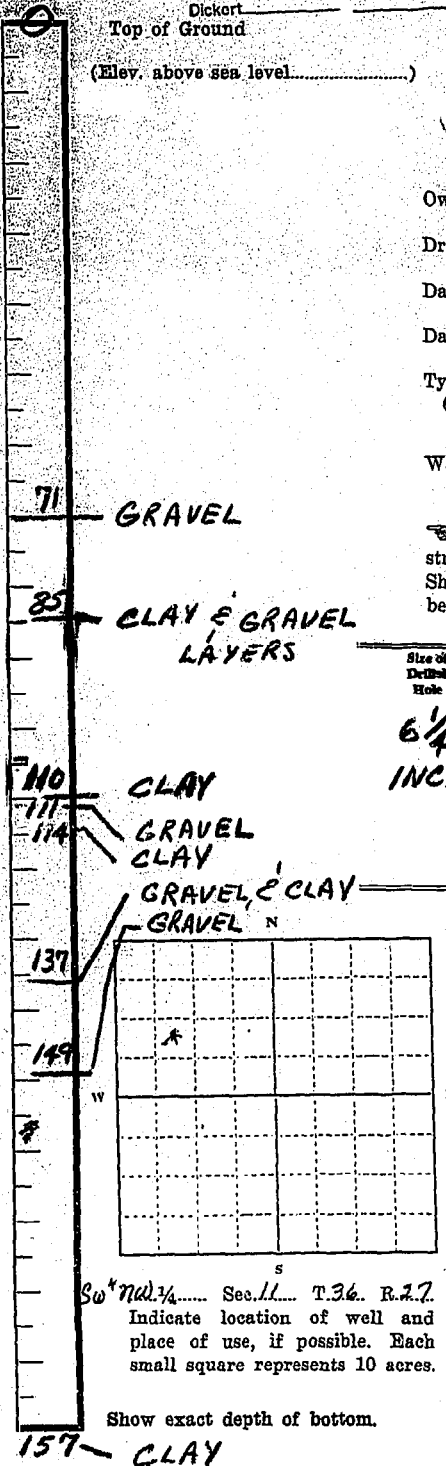 Dickert
Top of Ground
(Elev. above sea level....................)
Ow
Dr
Da
Da
Ty
W
71 GRAVEL
str
Sh
be
85 CLAY & GRAVEL
LAYERS
Size of
Drilled
Hole
6 1/4
INC
110 CLAY
111 GRAVEL
114 CLAY
GRAVEL & CLAY
GRAVEL N
137
149
W
S
SW 4 NW 1/4...... Sec. 11 T. 36 R. 27
Indicate location of well and
place of use, if possible. Each
small square represents 10 acres.
Show exact depth of bottom.
157 CLAY